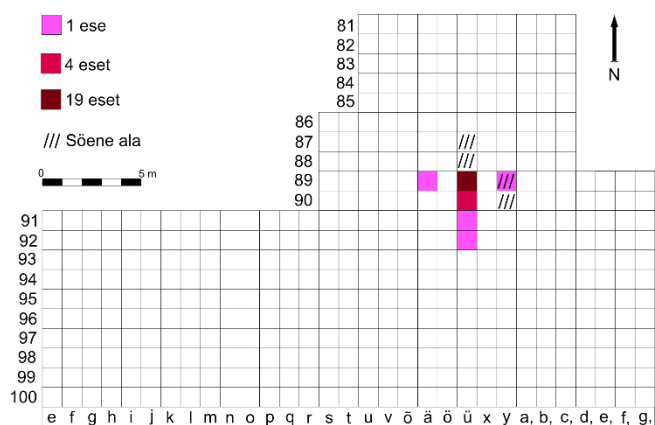 1 ese
4 eset
19 eset
/// Söene ala
0 5 m
N
81
82
83
84
85
86
87 ///
88 ///
89 ///
90 ///
91
92
93
94
95
96
97
98
99
100
e f g h i j k l m n o p q r s t u v õ ä ö ü x y a, b, c, d, e, f, g,